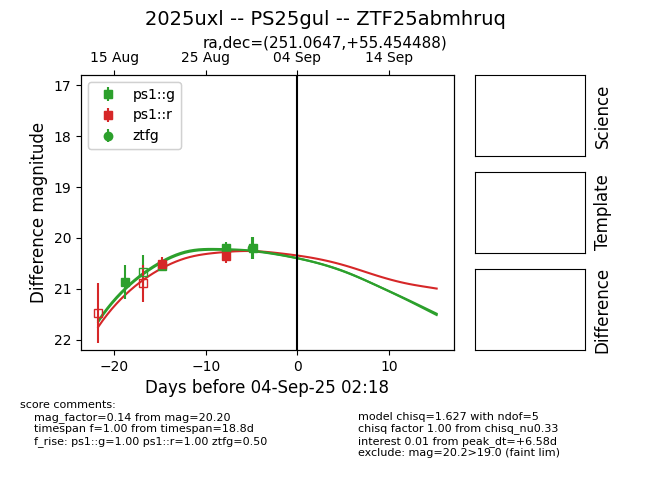 2025uxl -- PS25gul -- ZTF25abmhruq
ra,dec=(251.0647,+55.454488)
15 Aug 25 Aug 04 Sep 14 Sep
17
18
19
20
21
22
Difference magnitude
ps1::g
ps1::r
ztfg
−20 −10 0 10
Days before 04-Sep-25 02:18
Science
Template
Difference
score comments:
mag_factor=0.14 from mag=20.20
timespan f=1.00 from timespan=18.8d
f_rise: ps1::g=1.00 ps1::r=1.00 ztfg=0.50
model chisq=1.627 with ndof=5
chisq factor 1.00 from chisq_nu0.33
interest 0.01 from peak_dt=+6.58d
exclude: mag=20.2>19.0 (faint lim)